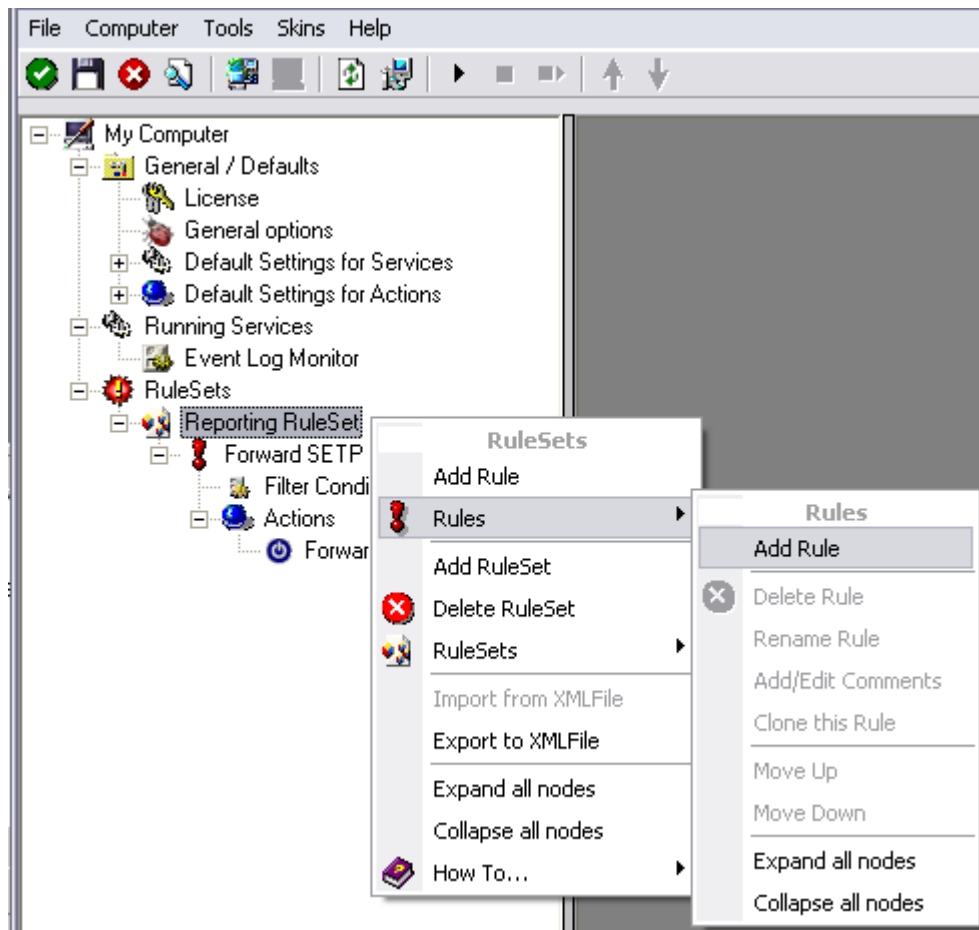 File Computer Tools Skins Help
My Computer
General / Defaults
License
General options
Default Settings for Services
Default Settings for Actions
Running Services
Event Log Monitor
RuleSets
Reporting RuleSet
Forward SETP
Filter Condi
Actions
Forwar
RuleSets
Add Rule
Rules
Add RuleSet
Delete RuleSet
RuleSets
Import from XMLFile
Export to XMLFile
Expand all nodes
Collapse all nodes
How To...
Rules
Add Rule
Delete Rule
Rename Rule
Add/Edit Comments
Clone this Rule
Move Up
Move Down
Expand all nodes
Collapse all nodes